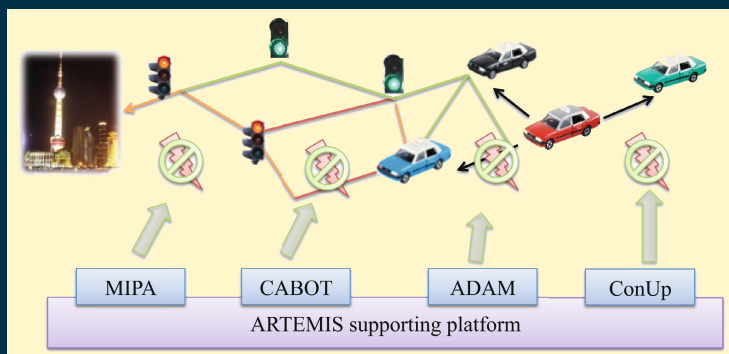 MIPA
CABOT
ADAM
ConUp
ARTEMIS supporting platform